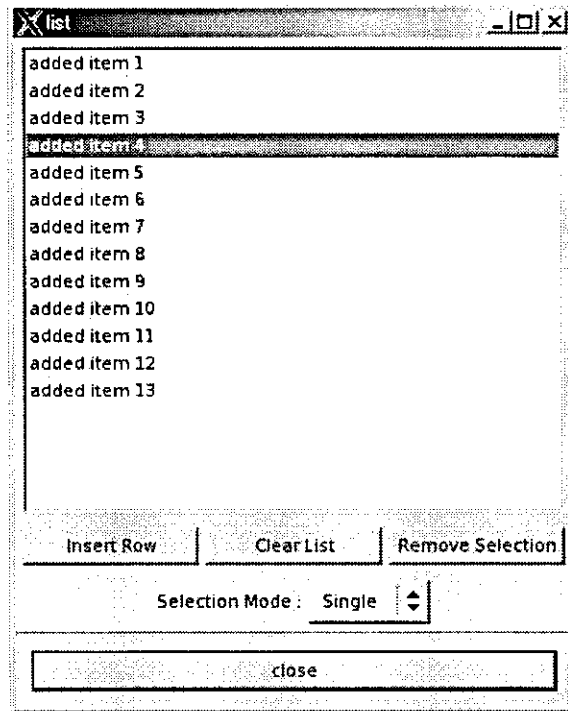 list
added item 1
added item 2
added item 3
added item 4
added item 5
added item 6
added item 7
added item 8
added item 9
added item 10
added item 11
added item 12
added item 13
Insert Row Clear List Remove Selection
Selection Mode : Single
close